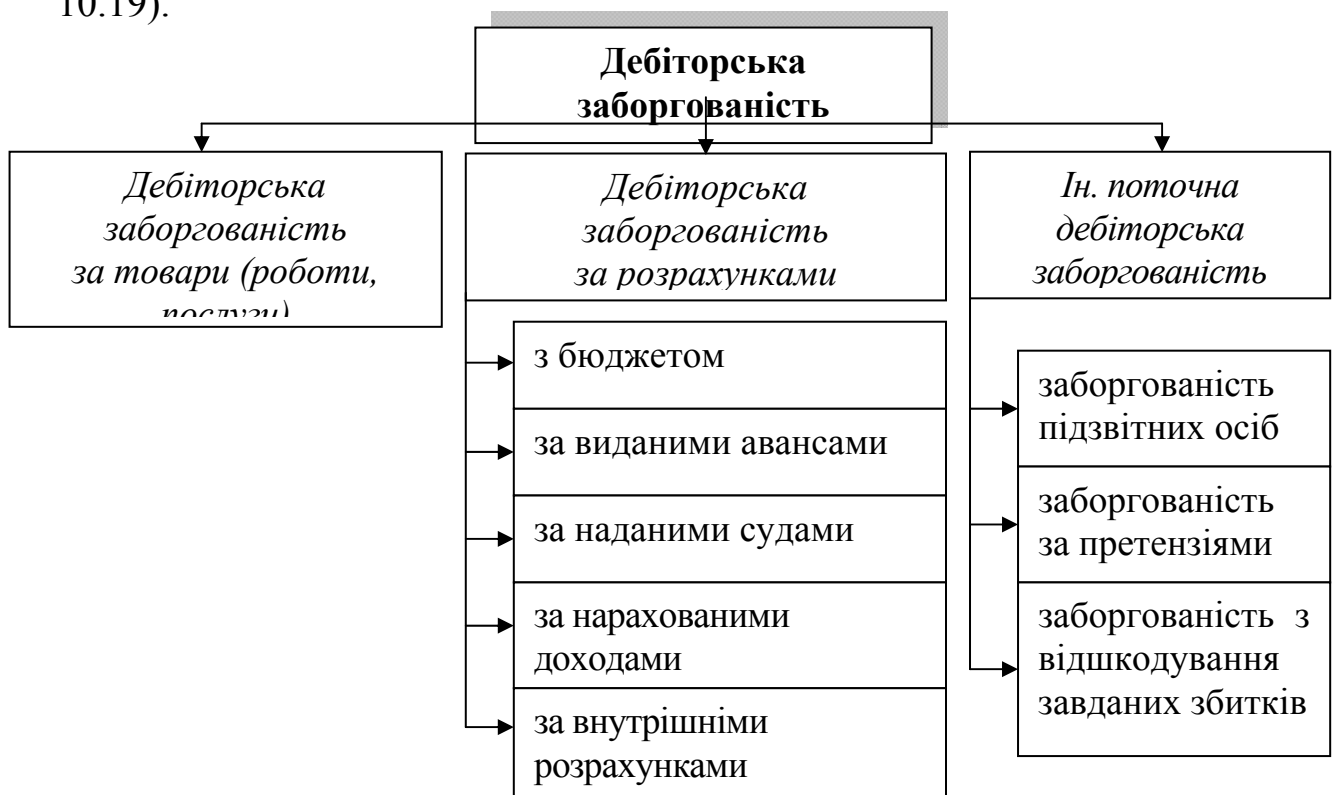 10.19).
Дебіторська
заборгованість
Дебіторська
заборгованість
за товари (роботи,
послуги)
Дебіторська
заборгованість
за розрахунками
з бюджетом
за виданими авансами
за наданими судами
за нарахованими
доходами
за внутрішніми
розрахунками
Ін. поточна
дебіторська
заборгованість
заборгованість
підзвітних осіб
заборгованість
за претензіями
заборгованість з
відшкодування
завданих збитків